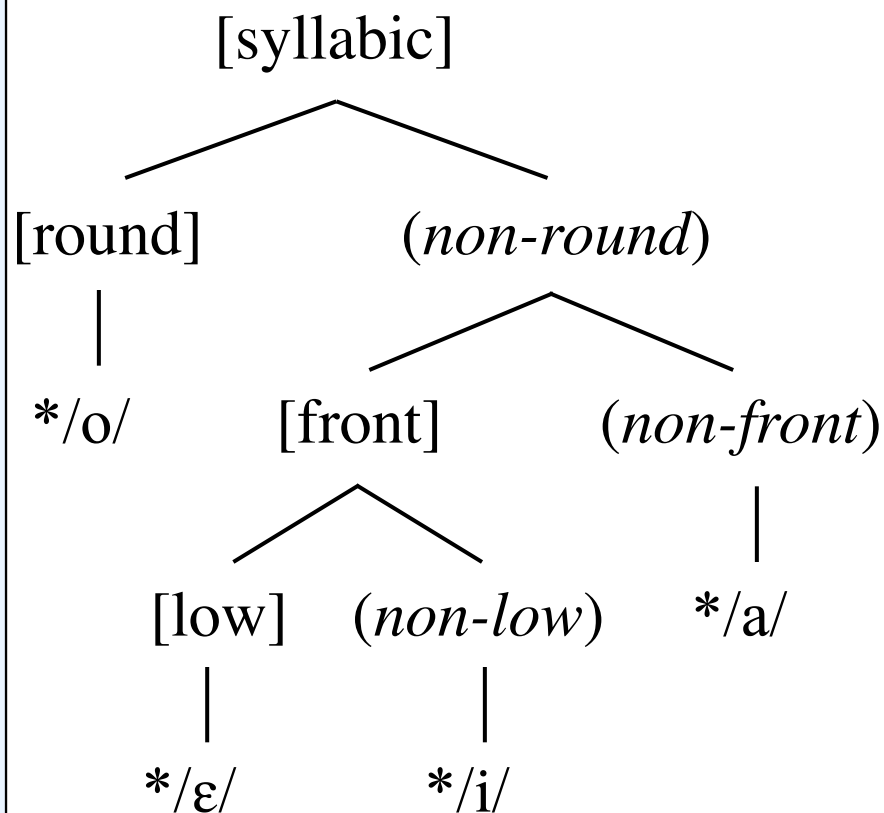 [syllabic]
[round] (non-round)
*/o/ [front] (non-front)
[low] (non-low) */a/
*/ɛ/ */i/